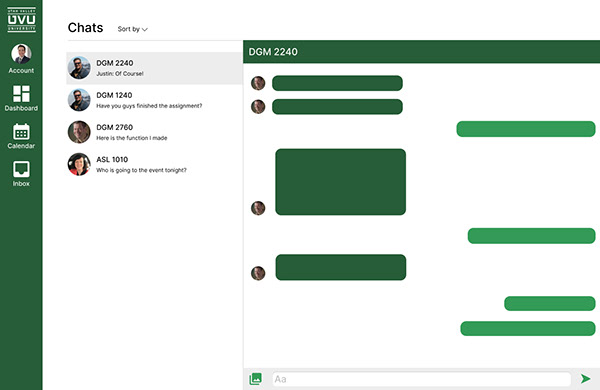 UTAH VALLEY
UVU
UNIVERSITY
Account
Dashboard
Calendar
Inbox
Chats
Sort by
DGM 2240
Justin: Of Course!
DGM 1240
Have you guys finished the assignment?
DGM 2760
Here is the function I made
ASL 1010
Who is going to the event tonight?
DGM 2240
Aa